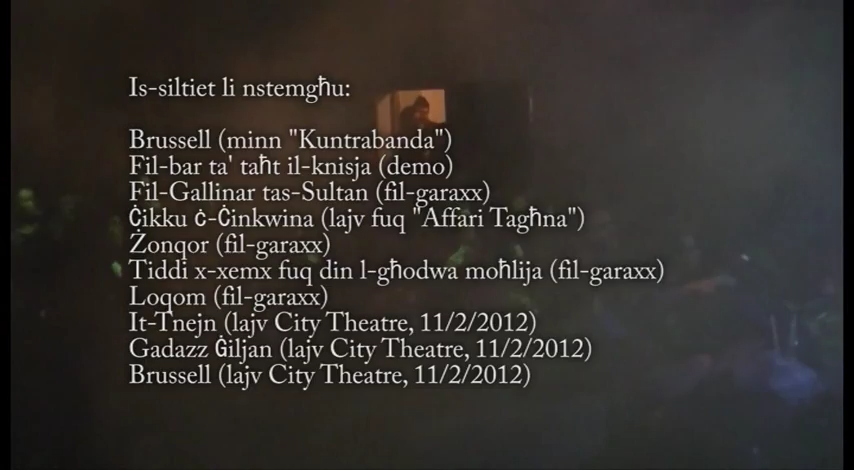 Is-siltiet li nstemgħu:
Brussell (minn "Kuntrabanda")
Fil-bar ta' taħt il-knisja (demo)
Fil-Gallinar tas-Sultan (fil-garaxx)
Ċikku ċ-Ċinkwina (lajv fuq "Affari Tagħna")
Żonqor (fil-garaxx)
Tiddi x-xemx fuq din l-għodwa moħlija (fil-garaxx)
Loqom (fil-garaxx)
It-Tnejn (lajv City Theatre, 11/2/2012)
Gadazz Ġiljan (lajv City Theatre, 11/2/2012)
Brussell (lajv City Theatre, 11/2/2012)